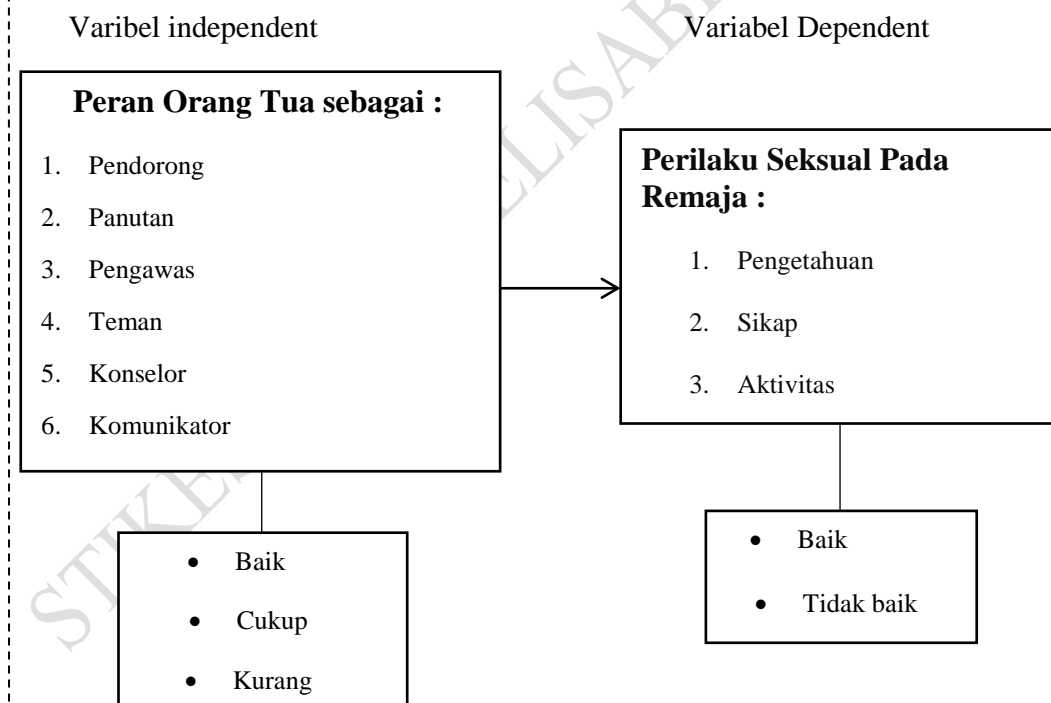 Varibel independent
Variabel Dependent
Peran Orang Tua sebagai :
1. Pendorong
2. Panutan
3. Pengawas
4. Teman
5. Konselor
6. Komunikator
Perilaku Seksual Pada
Remaja :
1. Pengetahuan
2. Sikap
3. Aktivitas
• Baik
• Cukup
• Kurang
• Baik
• Tidak baik